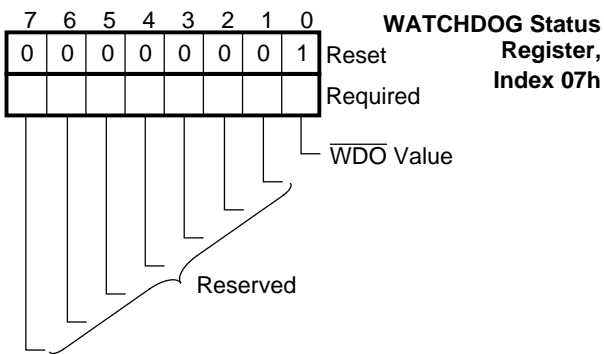 7 6 5 4 3 2 1 0
WATCHDOG Status
Register,
Index 07h
0 0 0 0 0 0 0 1 Reset
Required
WDO Value
Reserved